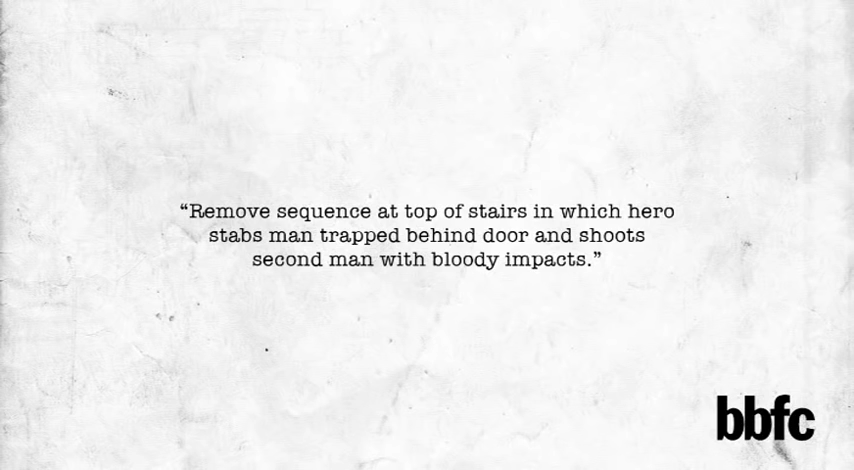 “Remove sequence at top of stairs in which hero
stabs man trapped behind door and shoots
second man with bloody impacts.”
bbfc